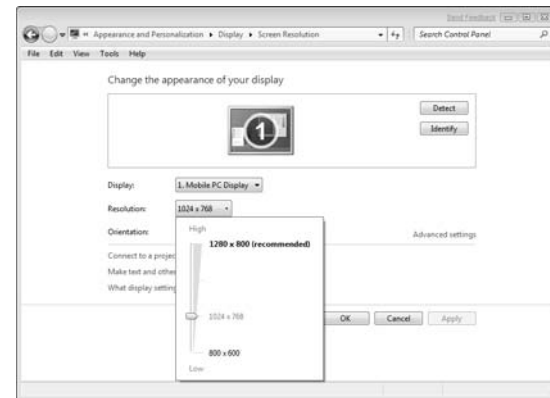 Send Feedback
« Appearance and Personalization ▸ Display ▸ Screen Resolution
Search Control Panel
File Edit View Tools Help
Change the appearance of your display
1
Detect
Identify
Display: 1. Mobile PC Display
Resolution: 1024 x 768
Orientation:
High
1280 x 800 (recommended)
Advanced settings
Connect to a projec
Make text and othe
What display setting
1024 x 768
OK Cancel Apply
800 x 600
Low